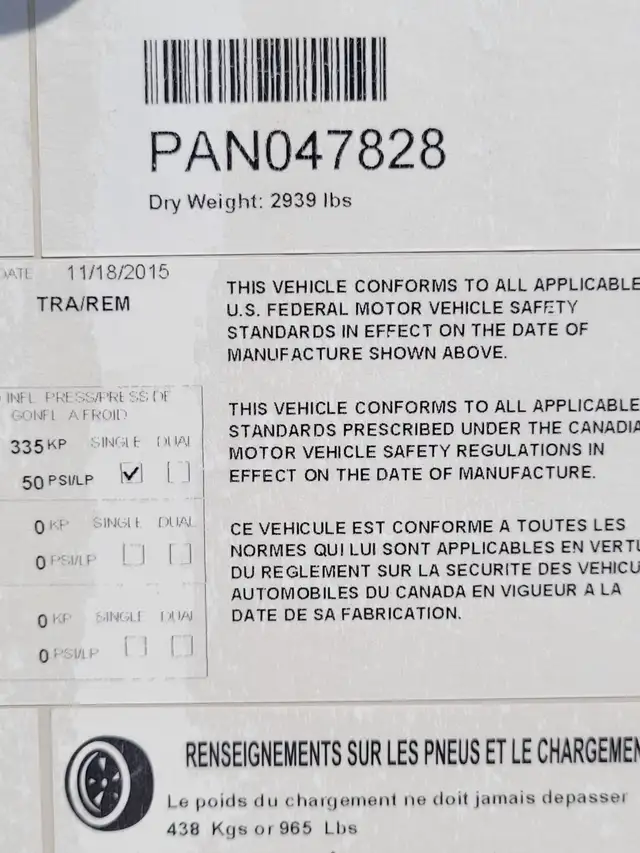 PAN047828
Dry Weight: 2939 lbs
DATE 11/18/2015
TRA/REM
THIS VEHICLE CONFORMS TO ALL APPLICABLE
U.S. FEDERAL MOTOR VEHICLE SAFETY
STANDARDS IN EFFECT ON THE DATE OF
MANUFACTURE SHOWN ABOVE.
INFL PRESS/PRESS DE
GONFL A FROID
335 KP SINGLE DUAL
50 PSI/LP
0 KP SINGLE DUAL
0 PSI/LP
0 KP SINGLE DUAL
0 PSI/LP
THIS VEHICLE CONFORMS TO ALL APPLICABLE
STANDARDS PRESCRIBED UNDER THE CANADIA
MOTOR VEHICLE SAFETY REGULATIONS IN
EFFECT ON THE DATE OF MANUFACTURE.
CE VEHICULE EST CONFORME A TOUTES LES
NORMES QUI LUI SONT APPLICABLES EN VERTU
DU REGLEMENT SUR LA SECURITE DES VEHICU
AUTOMOBILES DU CANADA EN VIGUEUR A LA
DATE DE SA FABRICATION.
RENSEIGNEMENTS SUR LES PNEUS ET LE CHARGEMEN
Le poids du chargement ne doit jamais depasser
438 Kgs or 965 Lbs